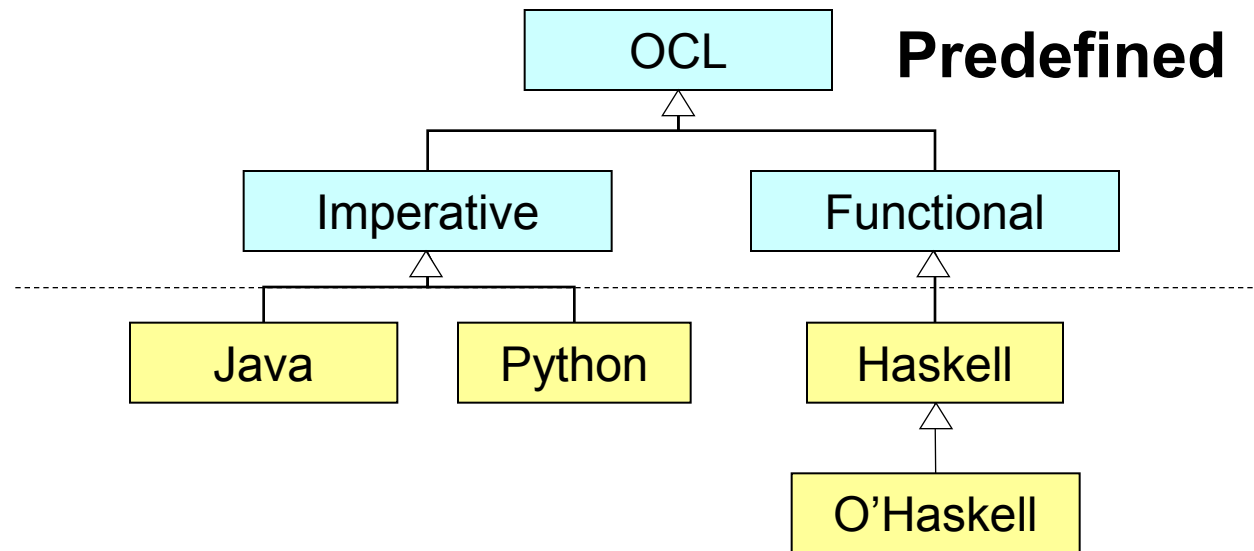 OCL
Predefined
Imperative
Functional
Java
Python
Haskell
O’Haskell